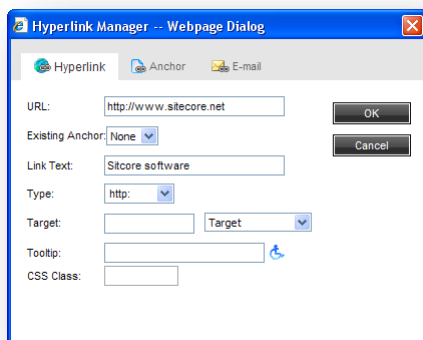 Hyperlink Manager -- Webpage Dialog
Hyperlink Anchor E-mail
URL: http://www.sitecore.net OK
Existing Anchor: None Cancel
Link Text: Sitcore software
Type: http:
Target: Target
Tooltip:
CSS Class: